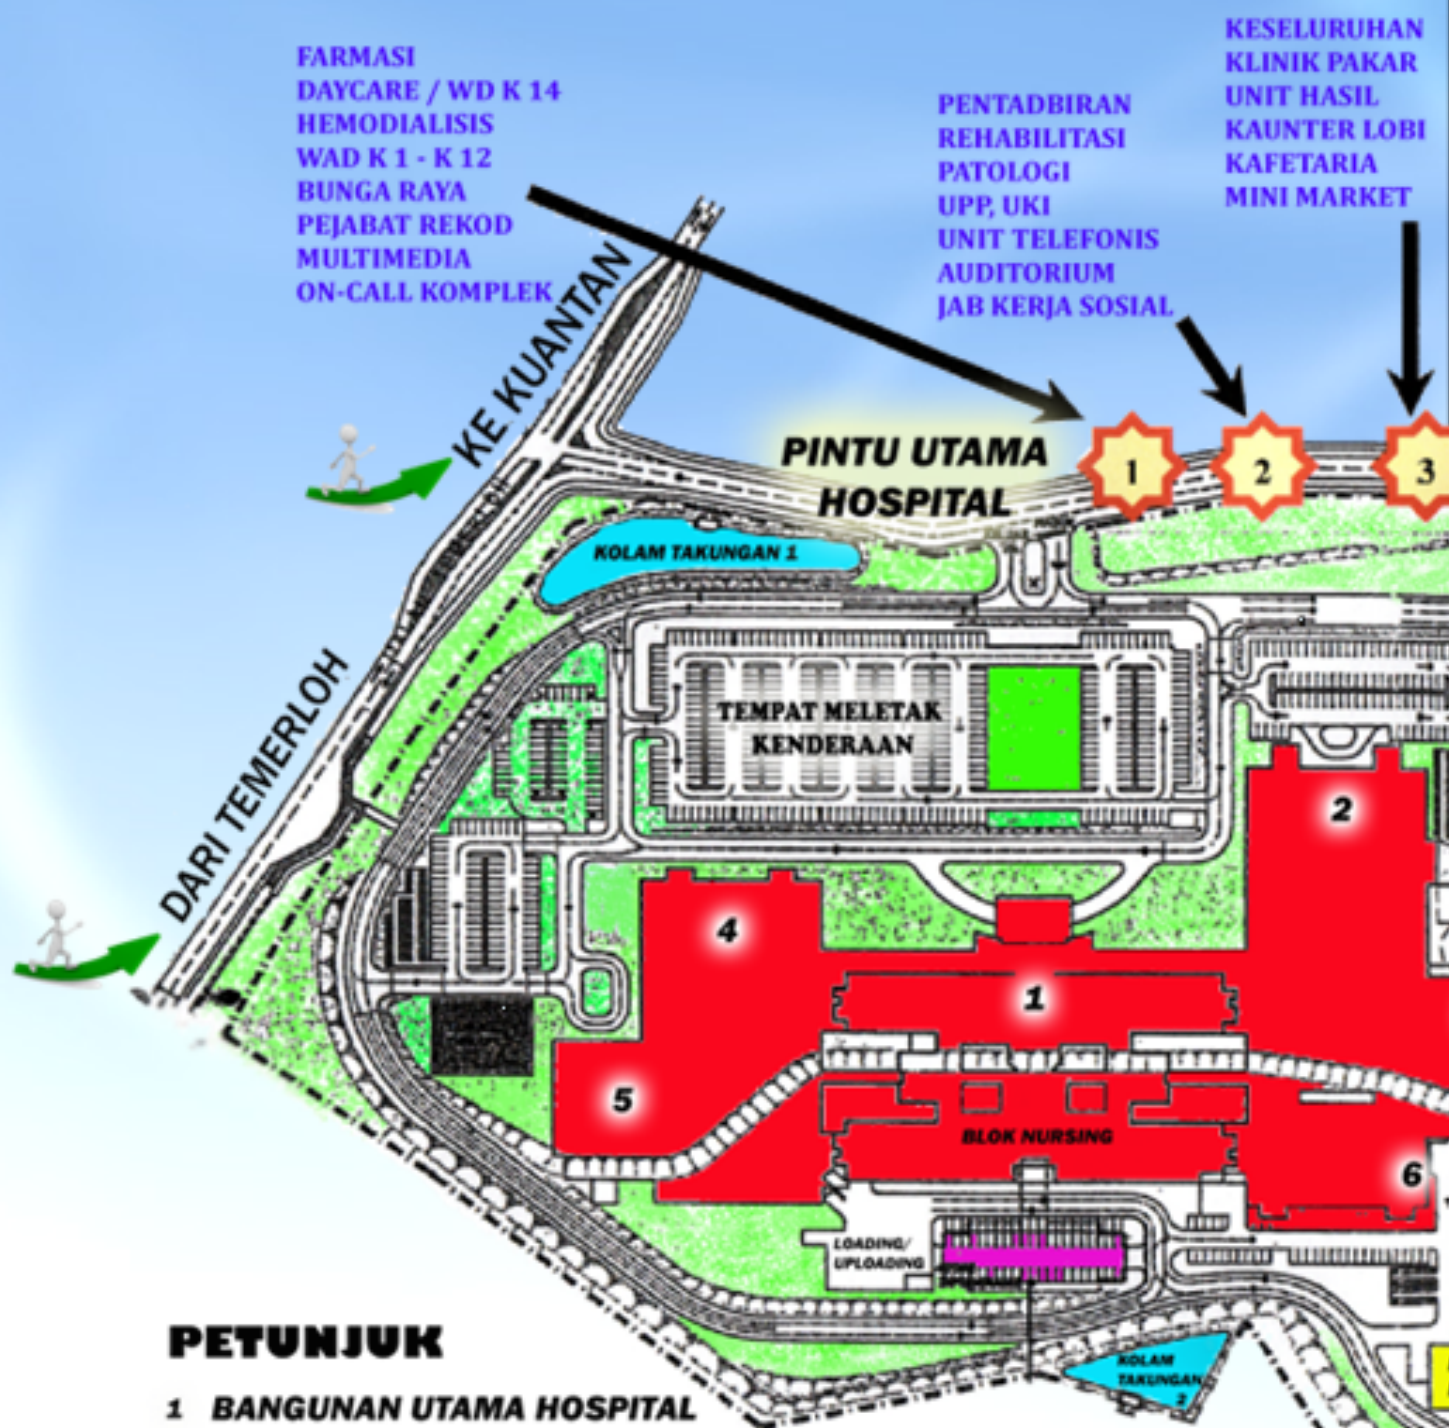 FARMASI
DAYCARE / WD K 14
HEMODIALISIS
WAD K 1 - K 12
BUNGA RAYA
PEJABAT REKOD
MULTIMEDIA
ON-CALL KOMPLEK
PENTADBIRAN
REHABILITASI
PATOLOGI
UPP, UKI
UNIT TELEFONIS
AUDITORIUM
JAB KERJA SOSIAL
KESELURUHAN
KLINIK PAKAR
UNIT HASIL
KAUNTER LOBI
KAFETARIA
MINI MARKET
KE KUANTAN
PINTU UTAMA
HOSPITAL
1
2
3
KOLAM TAKUNGAN 1
DARI TEMERLOH
TEMPAT MELETAK
KENDERAAN
2
4
1
5
BLOK NURSING
6
LOADING/
UPLOADING
KOLAM
TAKUNGAN
2
PETUNJUK
1 BANGUNAN UTAMA HOSPITAL